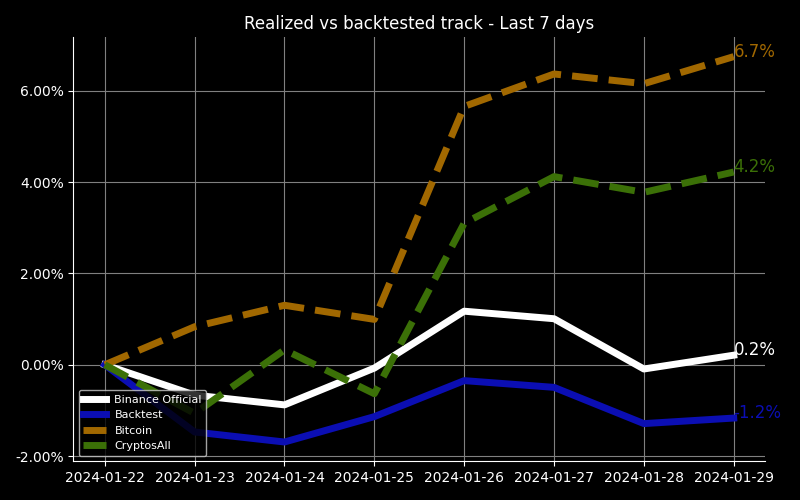 Realized vs backtested track - Last 7 days
6.7%
6.00%
4.2%
4.00%
2.00%
0.2%
0.00%
-1.2%
Binance Official
Backtest
Bitcoin
CryptosAll
-2.00%
2024-01-22 2024-01-23 2024-01-24 2024-01-25 2024-01-26 2024-01-27 2024-01-28 2024-01-29